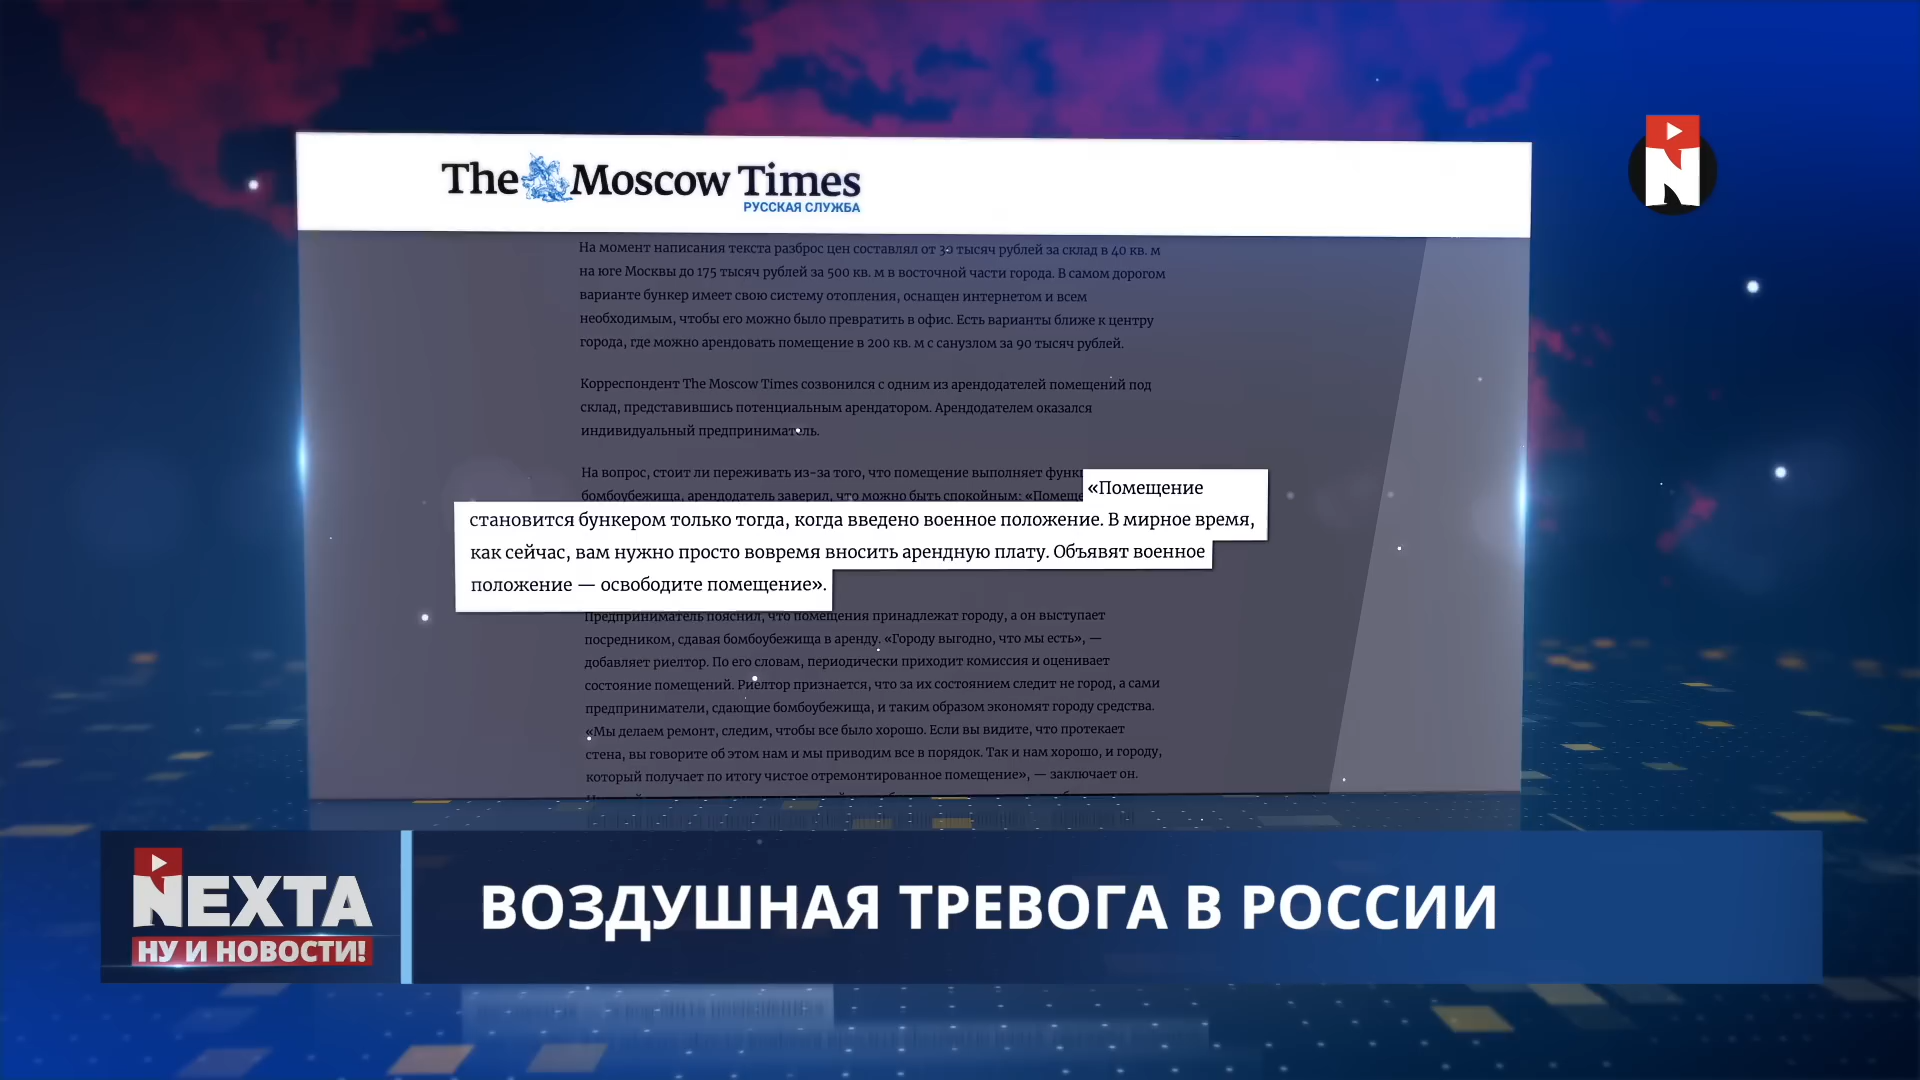 The Moscow Times
РУССКАЯ СЛУЖБА
N
На момент написания текста разброс цен составлял от 30 тысяч рублей за склад в 40 кв. м
на юге Москвы до 175 тысяч рублей за 500 кв. м в восточной части города. В самом дорогом
варианте бункер имеет свою систему отопления, оснащен интернетом и всем
необходимым, чтобы его можно было превратить в офис. Есть варианты ближе к центру
города, где можно арендовать помещение в 200 кв. м с санузлом за 90 тысяч рублей.
Корреспондент The Moscow Times созвонился с одним из арендодателей помещений под
склад, представившись потенциальным арендатором. Арендодателем оказался
индивидуальный предприниматель.
На вопрос, стоит ли переживать из-за того, что помещение выполняет
бомбоубежища, арендодатель заверил, что можно быть спокойным:
«Помещение
становится бункером только тогда, когда введено военное положение. В мирное время,
как сейчас, вам нужно просто вовремя вносить арендную плату. Объявят военное
положение — освободите помещение».
Предприниматель пояснил, что помещения принадлежат городу, а он выступает
посредником, сдавая бомбоубежища в аренду. «Городу выгодно, что мы есть», —
добавляет риелтор. По его словам, периодически приходит комиссия и оценивает
состояние помещений. Риелтор признается, что за их состоянием следит не город, а сами
предприниматели, сдающие бомбоубежища, и таким образом экономят городу средства.
«Мы делаем ремонт, следим, чтобы все было хорошо. Если вы видите, что протекает
стена, вы говорите об этом нам и мы приводим все в порядок. Так и нам хорошо, и городу,
который получает по итогу чистое отремонтированное помещение», — заключает он.
NEXTA
НУ И НОВОСТИ!
ВОЗДУШНАЯ ТРЕВОГА В РОССИИ